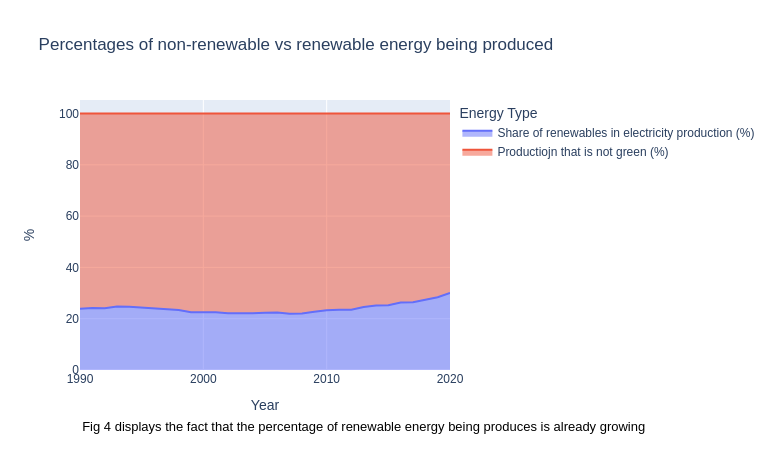 Percentages of non-renewable vs renewable energy being produced
100
80
60
40
20
0
%
1990 2000 2010 2020
Year
Energy Type
Share of renewables in electricity production (%)
Productiojn that is not green (%)
Fig 4 displays the fact that the percentage of renewable energy being produces is already growing